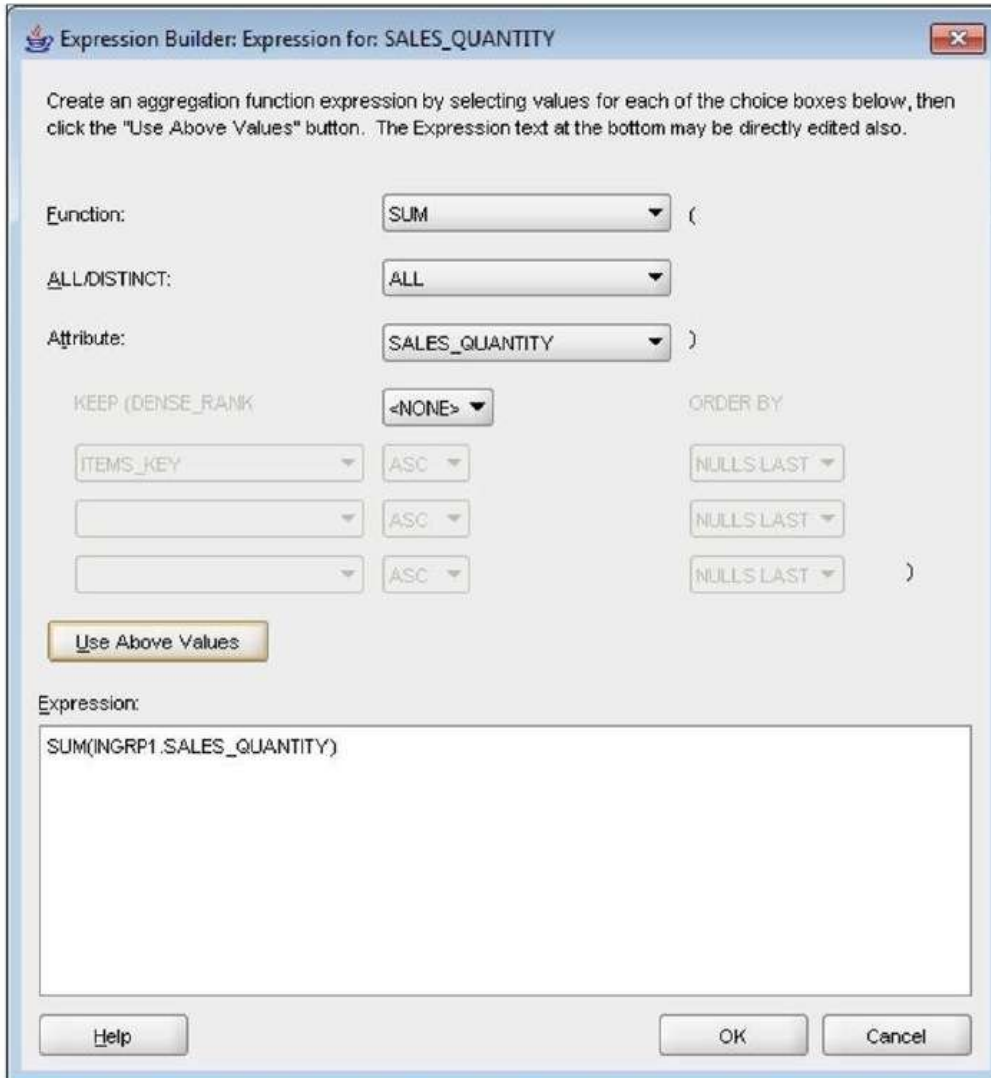 Expression Builder: Expression for: SALES_QUANTITY
Create an aggregation function expression by selecting values for each of the choice boxes below, then
click the "Use Above Values" button. The Expression text at the bottom may be directly edited also.
Function: SUM (
ALL/DISTINCT: ALL
Attribute: SALES_QUANTITY )
KEEP (DENSE_RANK <NONE> ORDER BY
ITEMS_KEY ASC NULLS LAST
ASC NULLS LAST
ASC NULLS LAST )
Use Above Values
Expression:
SUM(INGRP1.SALES_QUANTITY)
Help OK Cancel